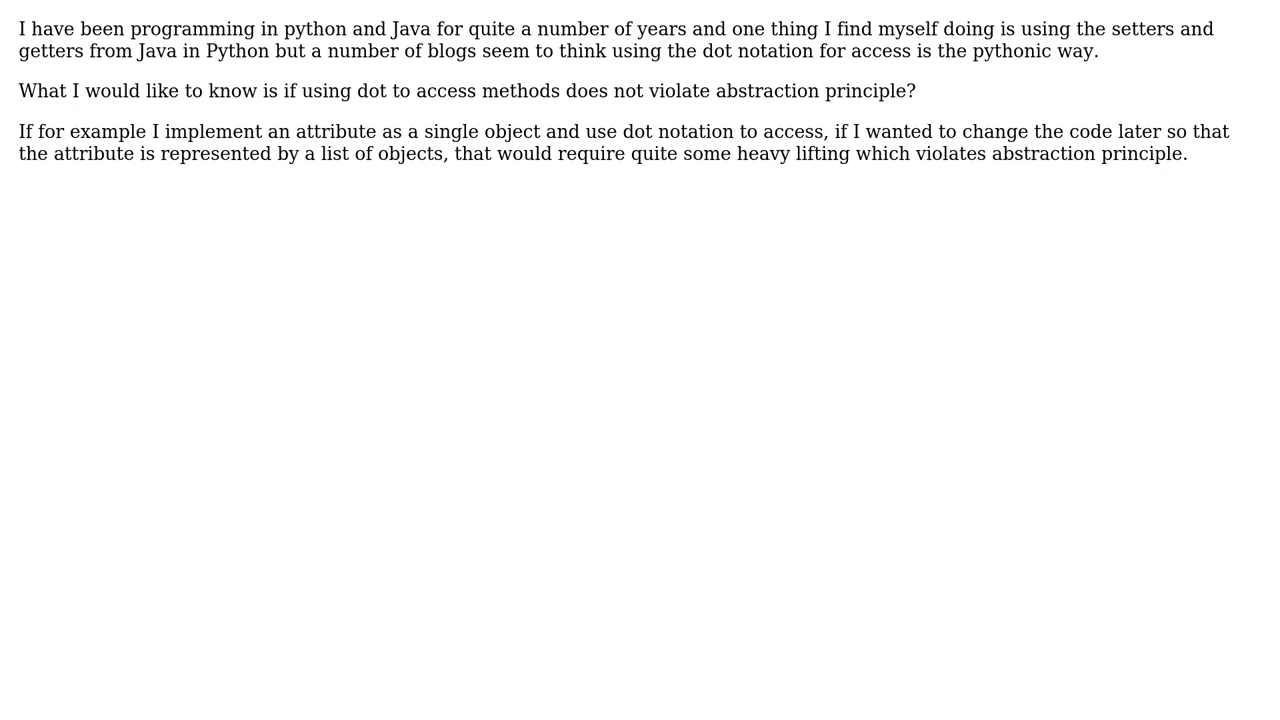 I have been programming in python and Java for quite a number of years and one thing I find myself doing is using the setters and
getters from Java in Python but a number of blogs seem to think using the dot notation for access is the pythonic way.
What I would like to know is if using dot to access methods does not violate abstraction principle?
If for example I implement an attribute as a single object and use dot notation to access, if I wanted to change the code later so that
the attribute is represented by a list of objects, that would require quite some heavy lifting which violates abstraction principle.